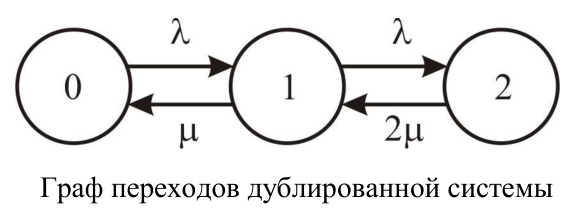 λ λ
0 1 2
μ 2μ
Граф переходов дублированной системы